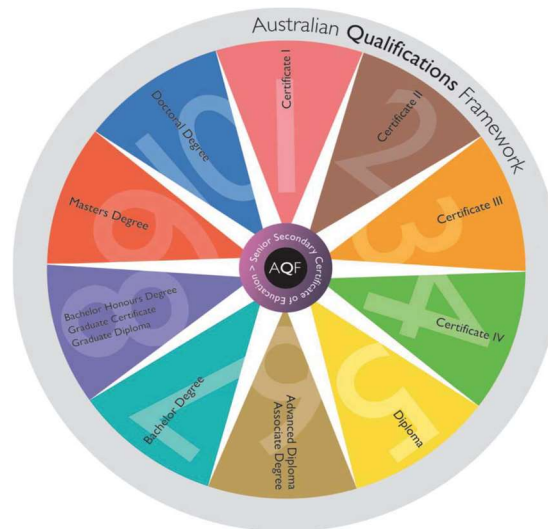 Australian Qualifications Framework
1
Certificate I
2
Certificate II
3
Certificate III
4
Certificate IV
5
Diploma
6
Advanced Diploma
Associate Degree
7
Bachelor Degree
8
Bachelor Honours Degree
Graduate Certificate
Graduate Diploma
9
Masters Degree
10
Doctoral Degree
Senior Secondary Certificate of Education <
AQF